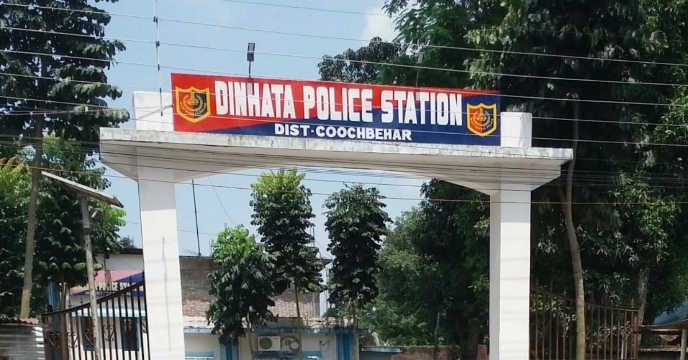 DINHATA POLICE STATION
DIST-COOCHBEHAR